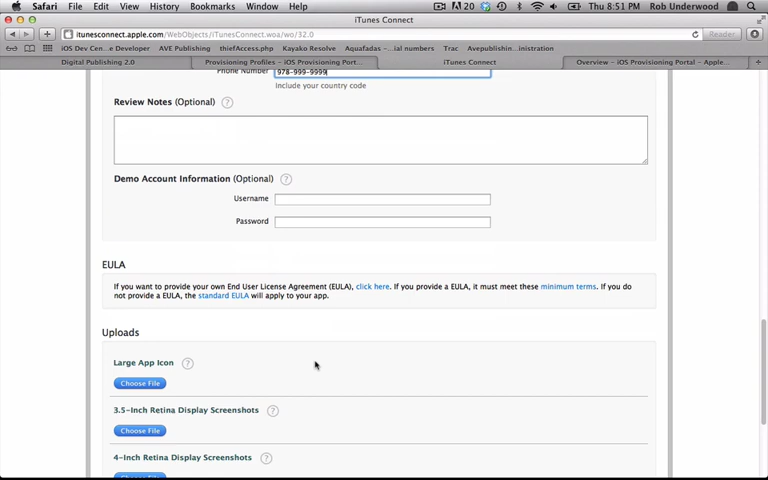 Safari File Edit View History Bookmarks Window Help 20 Thu 8:51 PM Rob Underwood
iTunes Connect
itunesconnect.apple.com/WebObjects/iTunesConnect.woa/wo/32.0 Reader
iOS Dev Cen...e Developer AVE Publishing thiefAccess.php Kayako Resolve Aquafadas -...ial numbers Trac Avepublishin...inistration
Digital Publishing 2.0 Provisioning Profiles – iOS Provisioning Port... iTunes Connect Overview – iOS Provisioning Portal – Apple...
Phone Number 978-999-9999
Include your country code
Review Notes (Optional) ?
Demo Account Information (Optional) ?
Username
Password
EULA
If you want to provide your own End User License Agreement (EULA), click here. If you provide a EULA, it must meet these minimum terms. If you do
not provide a EULA, the standard EULA will apply to your app.
Uploads
Large App Icon ?
Choose File
3.5-Inch Retina Display Screenshots ?
Choose File
4-Inch Retina Display Screenshots ?
Choose File